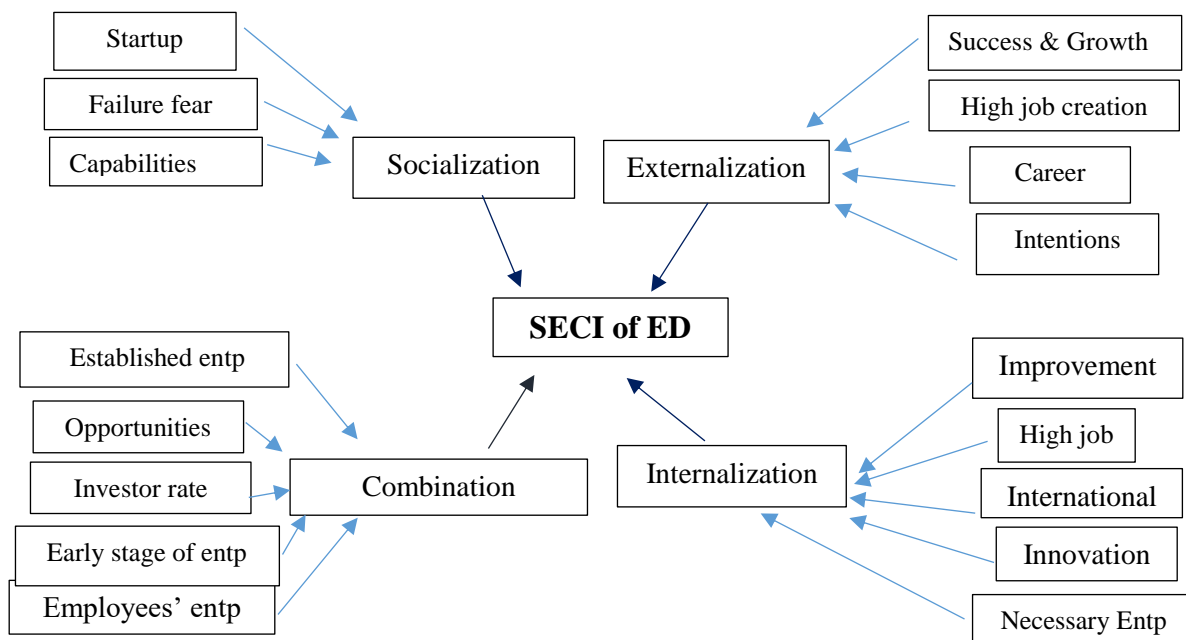 Startup
Failure fear
Capabilities
Socialization
Externalization
Success & Growth
High job creation
Career
Intentions
SECI of ED
Established entp
Opportunities
Investor rate
Early stage of entp
Employees’ entp
Combination
Internalization
Improvement
High job
International
Innovation
Necessary Entp